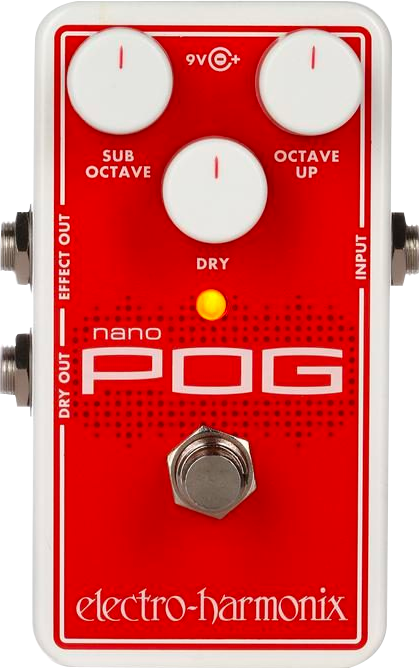 9V +
SUB
OCTAVE
OCTAVE
UP
DRY
EFFECT OUT
INPUT
DRY OUT
nano
POG
electro-harmonix